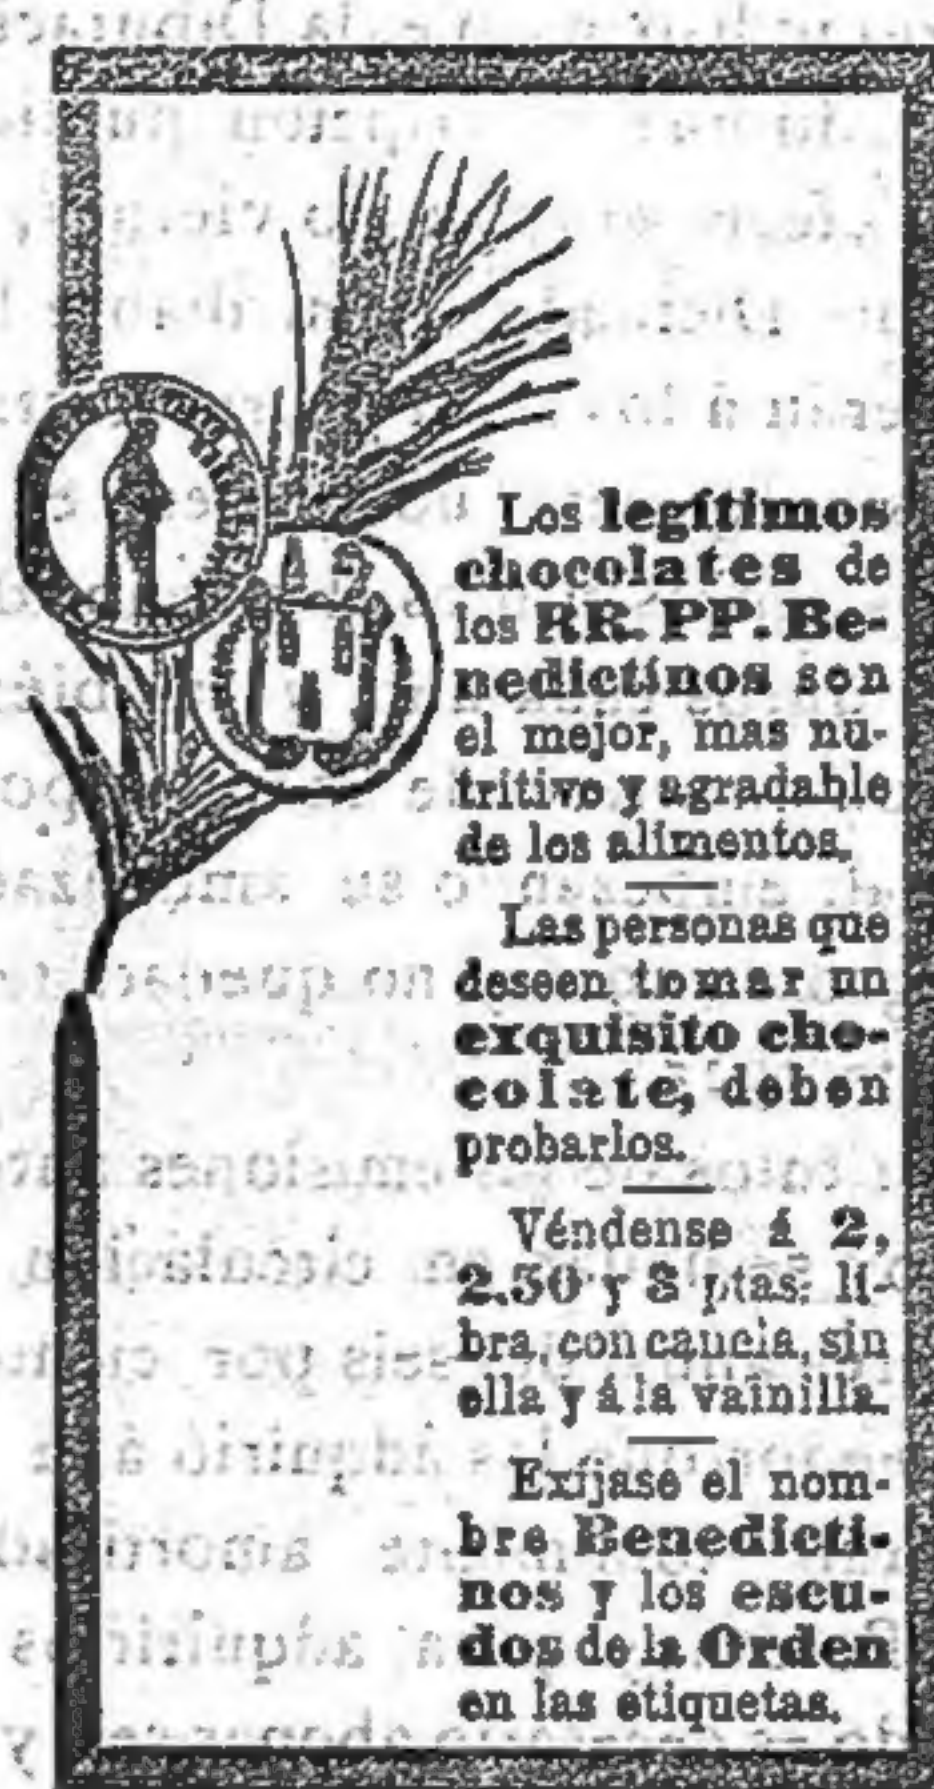 Los legítimos
chocolates de
los RR. PP. Be-
nedictinos son
el mejor, mas nu-
tritivo y agradable
de los alimentos.
Las personas que
deseen tomar un
exquisito cho-
colate, deben
probarlos.
Véndense á 2,
2.50 y 3 ptas. li-
bra, con canela, sin
ella y á la vainilla.
Exíjase el nom-
bre Benedicti-
nos y los escu-
dos de la Orden
en las etiquetas.